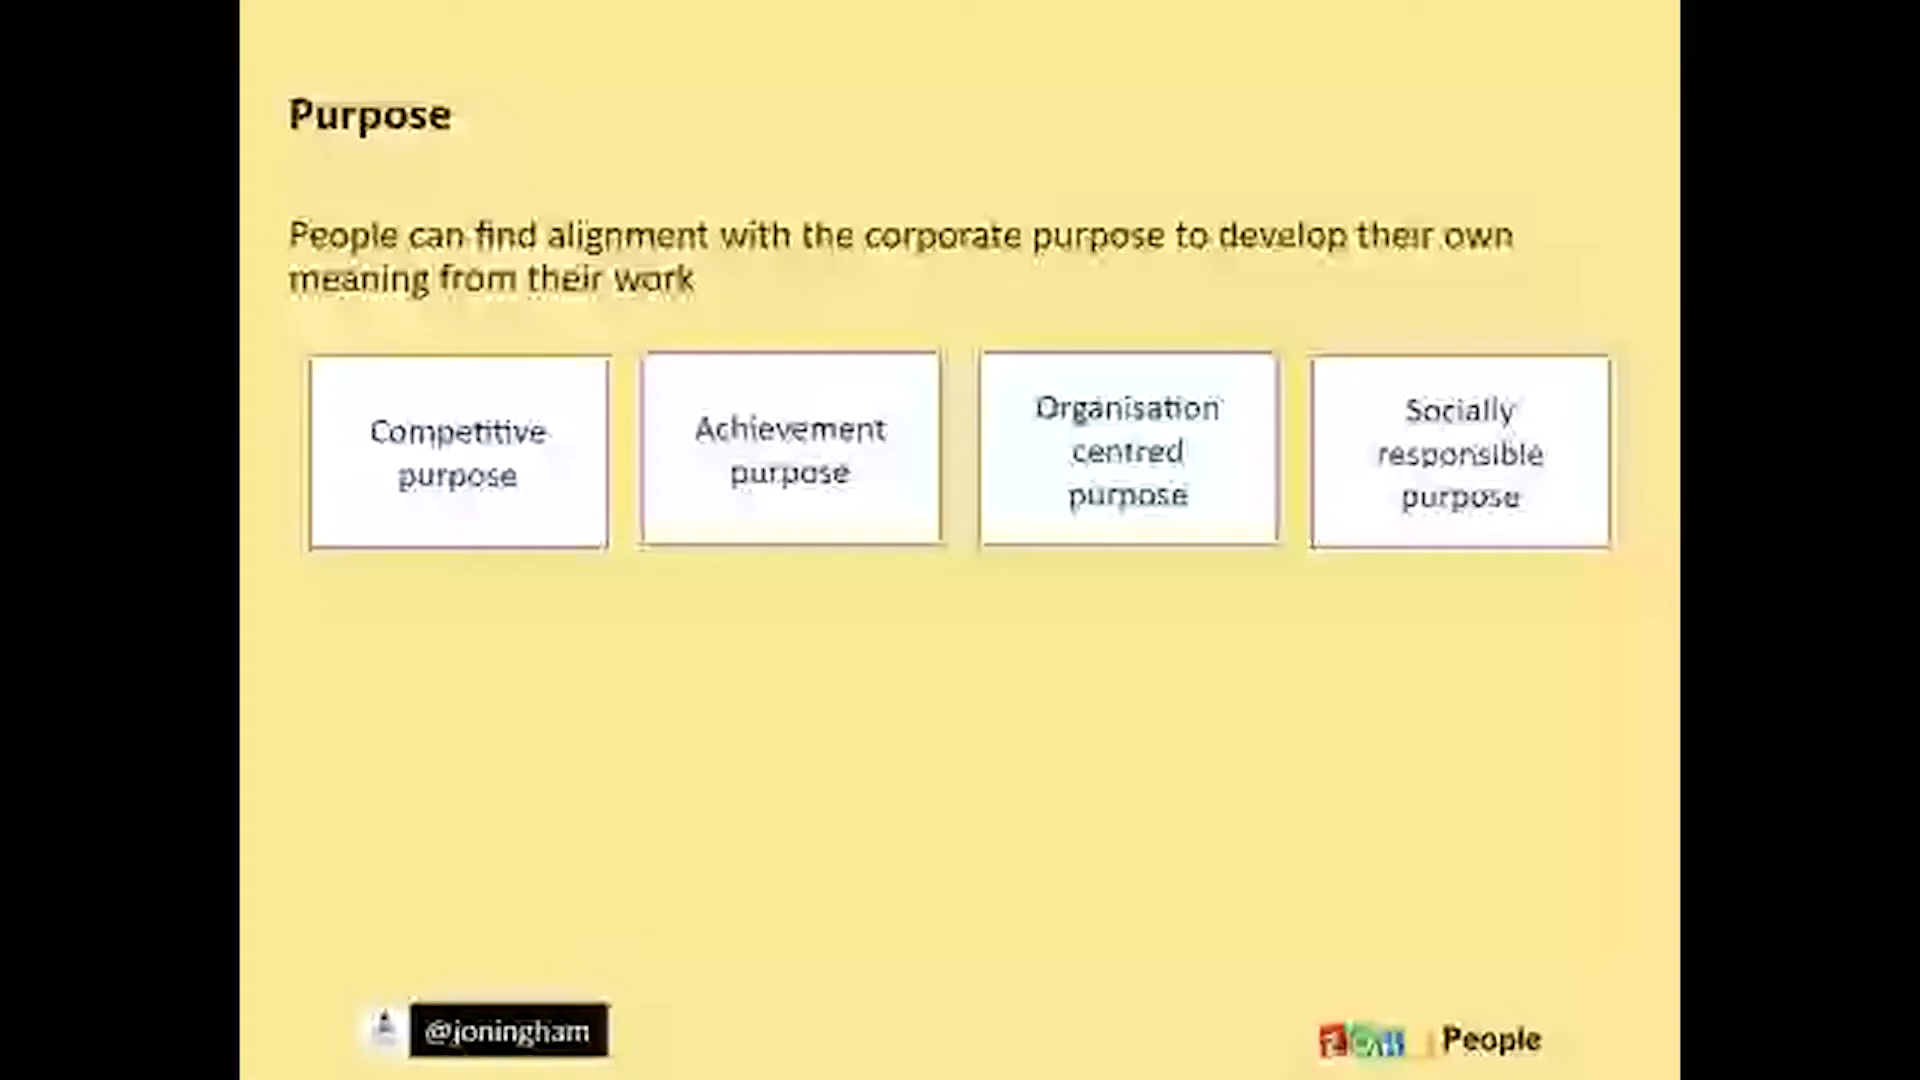 Purpose
People can find alignment with the corporate purpose to develop their own
meaning from their work
Competitive
purpose
Achievement
purpose
Organisation
centred
purpose
Socially
responsible
purpose
@joningham
People